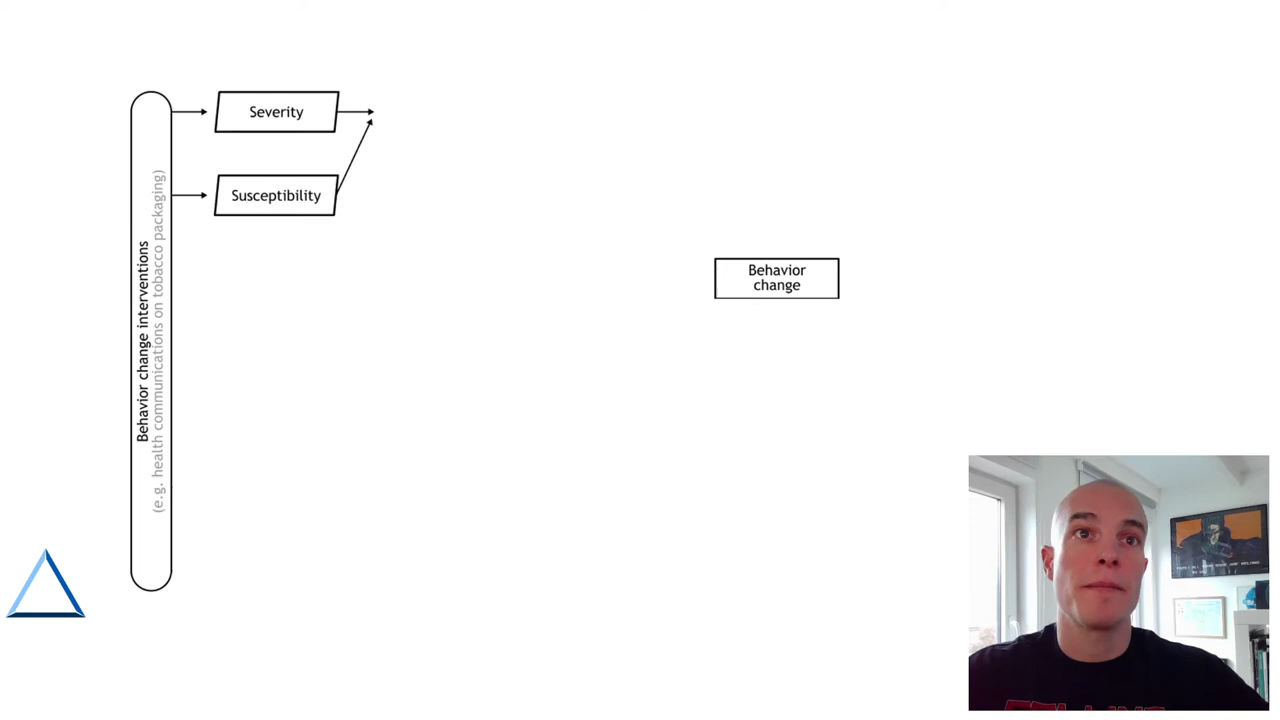 Severity
Susceptibility
Behavior change interventions
(e.g. health communications on tobacco packaging)
Behavior
change